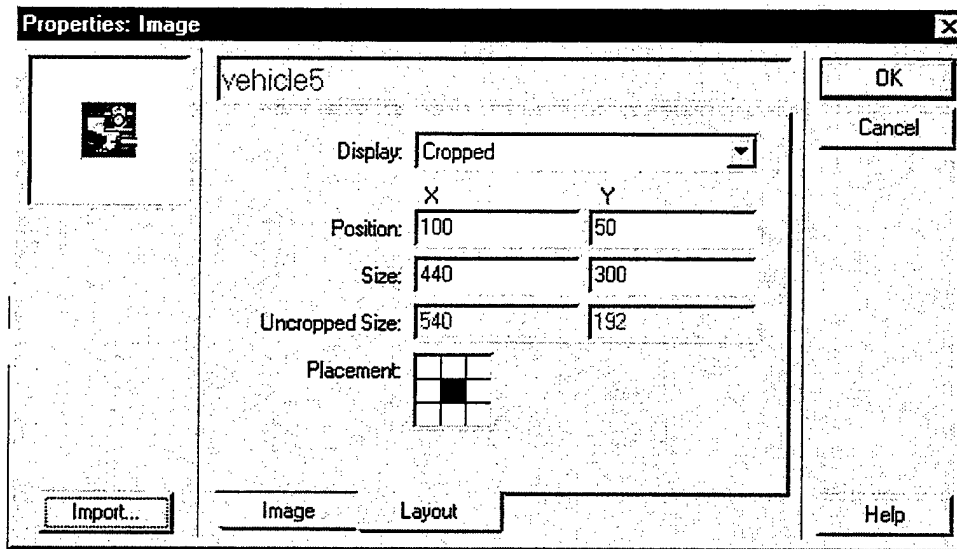 Properties: Image
vehicle5
OK
Cancel
Display: Cropped
X Y
Position: 100 50
Size: 440 300
Uncropped Size: 540 192
Placement:
Import...
Image Layout
Help